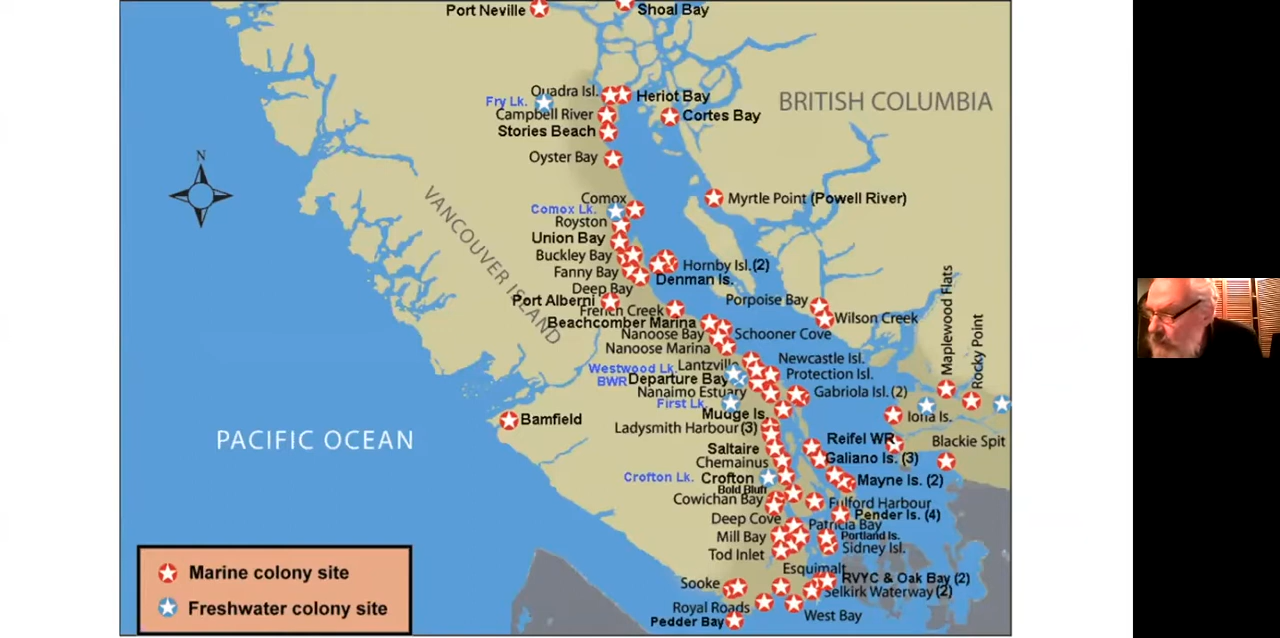 Port Neville
Shoal Bay
Quadra Isl.
Heriot Bay
BRITISH COLUMBIA
Fry Lk.
Campbell River
Cortes Bay
Stories Beach
N
Oyster Bay
Comox
Myrtle Point (Powell River)
Comox Lk.
Royston
VANCOUVER ISLAND
Union Bay
Buckley Bay
Hornby Isl. (2)
Fanny Bay
Denman Is.
Deep Bay
Port Alberni
Porpoise Bay
Maplewood Flats
French Creek
Wilson Creek
Rocky Point
Beachcomber Marina
Nanoose Bay
Schooner Cove
Nanoose Marina
Newcastle Isl.
Westwood Lk.
Lantzville
Protection Isl.
BWR
Departure Bay
Nanaimo Estuary
Gabriola Isl. (2)
First Lk.
Mudge Is.
Iona Is.
Bamfield
Ladysmith Harbour (3)
PACIFIC OCEAN
Reifel WR
Blackie Spit
Saltaire
Galiano Is. (3)
Chemainus
Crofton Lk.
Crofton
Mayne Is. (2)
Bold Bluff
Cowichan Bay
Fulford Harbour
Pender Is. (4)
Deep Cove
Patricia Bay
Mill Bay
Portland Is.
Tod Inlet
Sidney Isl.
Esquimalt
Marine colony site
RVYC & Oak Bay (2)
Sooke
Selkirk Waterway (2)
Freshwater colony site
Royal Roads
West Bay
Pedder Bay